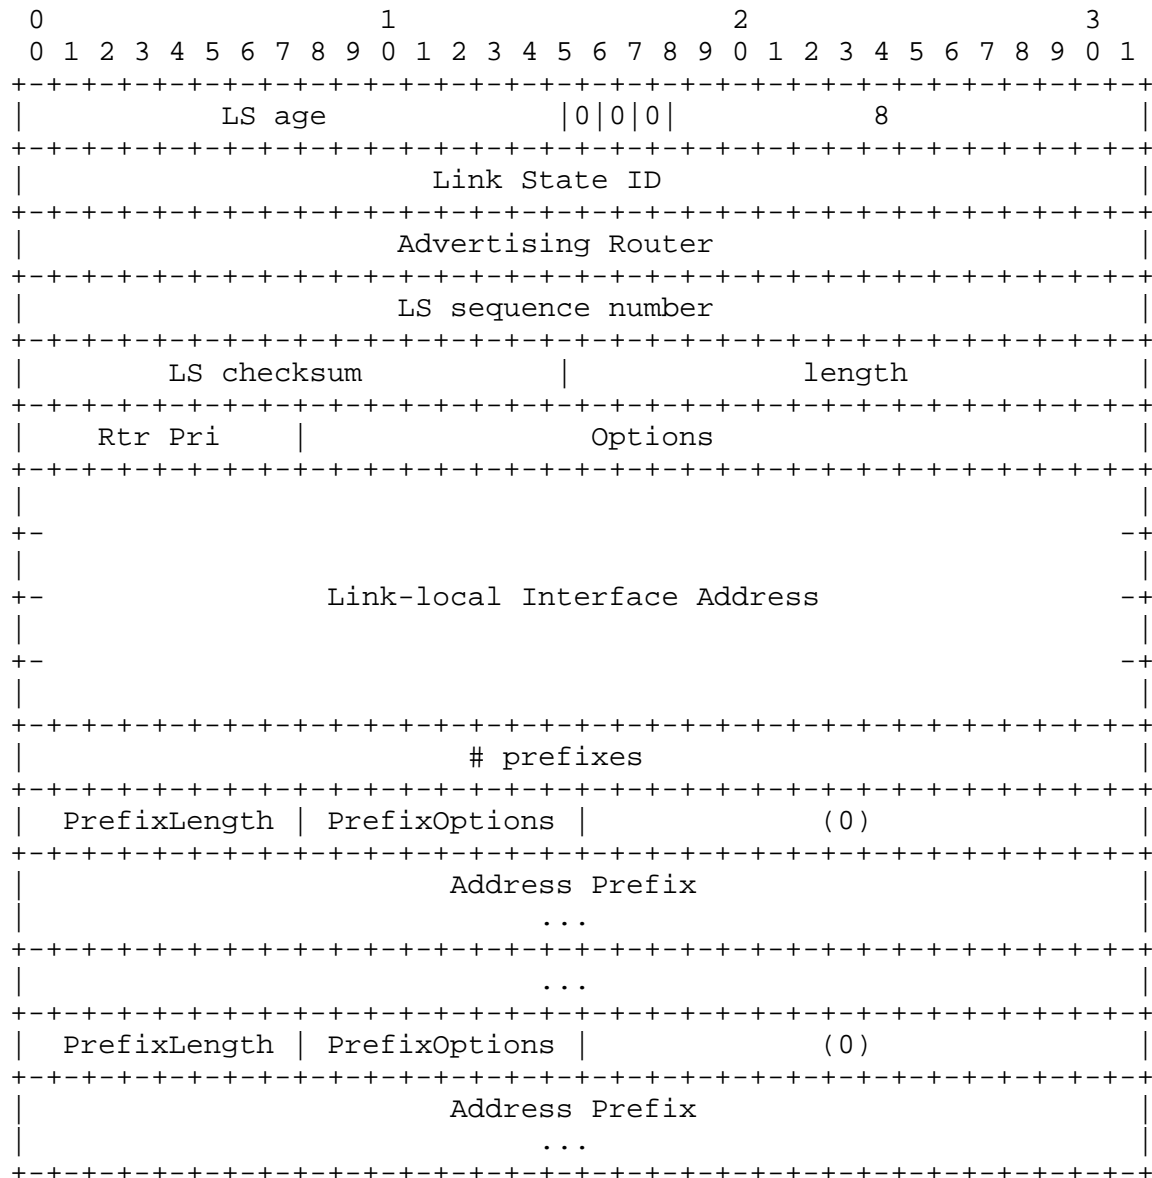 0                   1                   2                   3
 0 1 2 3 4 5 6 7 8 9 0 1 2 3 4 5 6 7 8 9 0 1 2 3 4 5 6 7 8 9 0 1
+-+-+-+-+-+-+-+-+-+-+-+-+-+-+-+-+-+-+-+-+-+-+-+-+-+-+-+-+-+-+-+-+
|           LS age             |0|0|0|           8              |
+-+-+-+-+-+-+-+-+-+-+-+-+-+-+-+-+-+-+-+-+-+-+-+-+-+-+-+-+-+-+-+-+
|                       Link State ID                           |
+-+-+-+-+-+-+-+-+-+-+-+-+-+-+-+-+-+-+-+-+-+-+-+-+-+-+-+-+-+-+-+-+
|                     Advertising Router                        |
+-+-+-+-+-+-+-+-+-+-+-+-+-+-+-+-+-+-+-+-+-+-+-+-+-+-+-+-+-+-+-+-+
|                     LS sequence number                        |
+-+-+-+-+-+-+-+-+-+-+-+-+-+-+-+-+-+-+-+-+-+-+-+-+-+-+-+-+-+-+-+-+
|        LS checksum           |             length             |
+-+-+-+-+-+-+-+-+-+-+-+-+-+-+-+-+-+-+-+-+-+-+-+-+-+-+-+-+-+-+-+-+
|    Rtr Pri    |                Options                        |
+-+-+-+-+-+-+-+-+-+-+-+-+-+-+-+-+-+-+-+-+-+-+-+-+-+-+-+-+-+-+-+-+
|                                                               |
+-                                                             -+
|                                                               |
+-                Link-local Interface Address                 -+
|                                                               |
+-                                                             -+
|                                                               |
+-+-+-+-+-+-+-+-+-+-+-+-+-+-+-+-+-+-+-+-+-+-+-+-+-+-+-+-+-+-+-+-+
|                         # prefixes                            |
+-+-+-+-+-+-+-+-+-+-+-+-+-+-+-+-+-+-+-+-+-+-+-+-+-+-+-+-+-+-+-+-+
|  PrefixLength | PrefixOptions |             (0)               |
+-+-+-+-+-+-+-+-+-+-+-+-+-+-+-+-+-+-+-+-+-+-+-+-+-+-+-+-+-+-+-+-+
|                        Address Prefix                         |
|                             ...                               |
+-+-+-+-+-+-+-+-+-+-+-+-+-+-+-+-+-+-+-+-+-+-+-+-+-+-+-+-+-+-+-+-+
|                             ...                               |
+-+-+-+-+-+-+-+-+-+-+-+-+-+-+-+-+-+-+-+-+-+-+-+-+-+-+-+-+-+-+-+-+
|  PrefixLength | PrefixOptions |             (0)               |
+-+-+-+-+-+-+-+-+-+-+-+-+-+-+-+-+-+-+-+-+-+-+-+-+-+-+-+-+-+-+-+-+
|                        Address Prefix                         |
|                             ...                               |
+-+-+-+-+-+-+-+-+-+-+-+-+-+-+-+-+-+-+-+-+-+-+-+-+-+-+-+-+-+-+-+-+